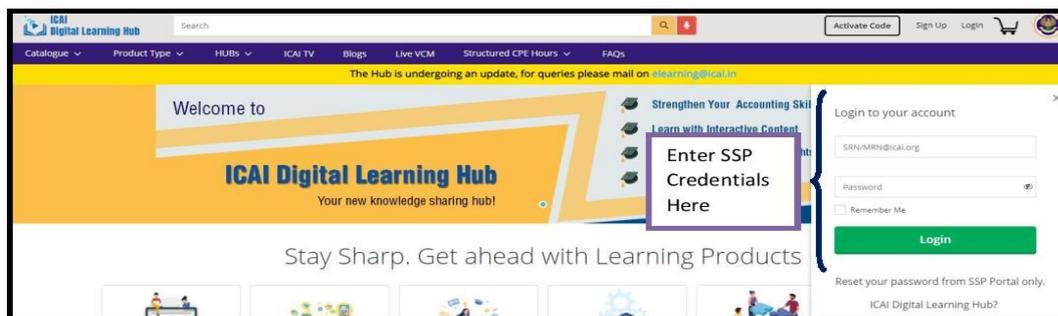 ICAI
Digital Learning Hub
Search
Activate Code
Sign Up
Login
Catalogue
Product Type
HUBs
ICAI TV
Blogs
Live VCM
Structured CPE Hours
FAQs
The Hub is undergoing an update, for queries please mail on elearning@icai.in
Welcome to
ICAI Digital Learning Hub
Your new knowledge sharing hub!
Strengthen Your Accounting Skil
Learn with Interactive Content
Enter SSP
Credentials
Here
Login to your account
SRN/MRN@icai.org
Password
Remember Me
Login
Reset your password from SSP Portal only.
ICAI Digital Learning Hub?
Stay Sharp. Get ahead with Learning Products